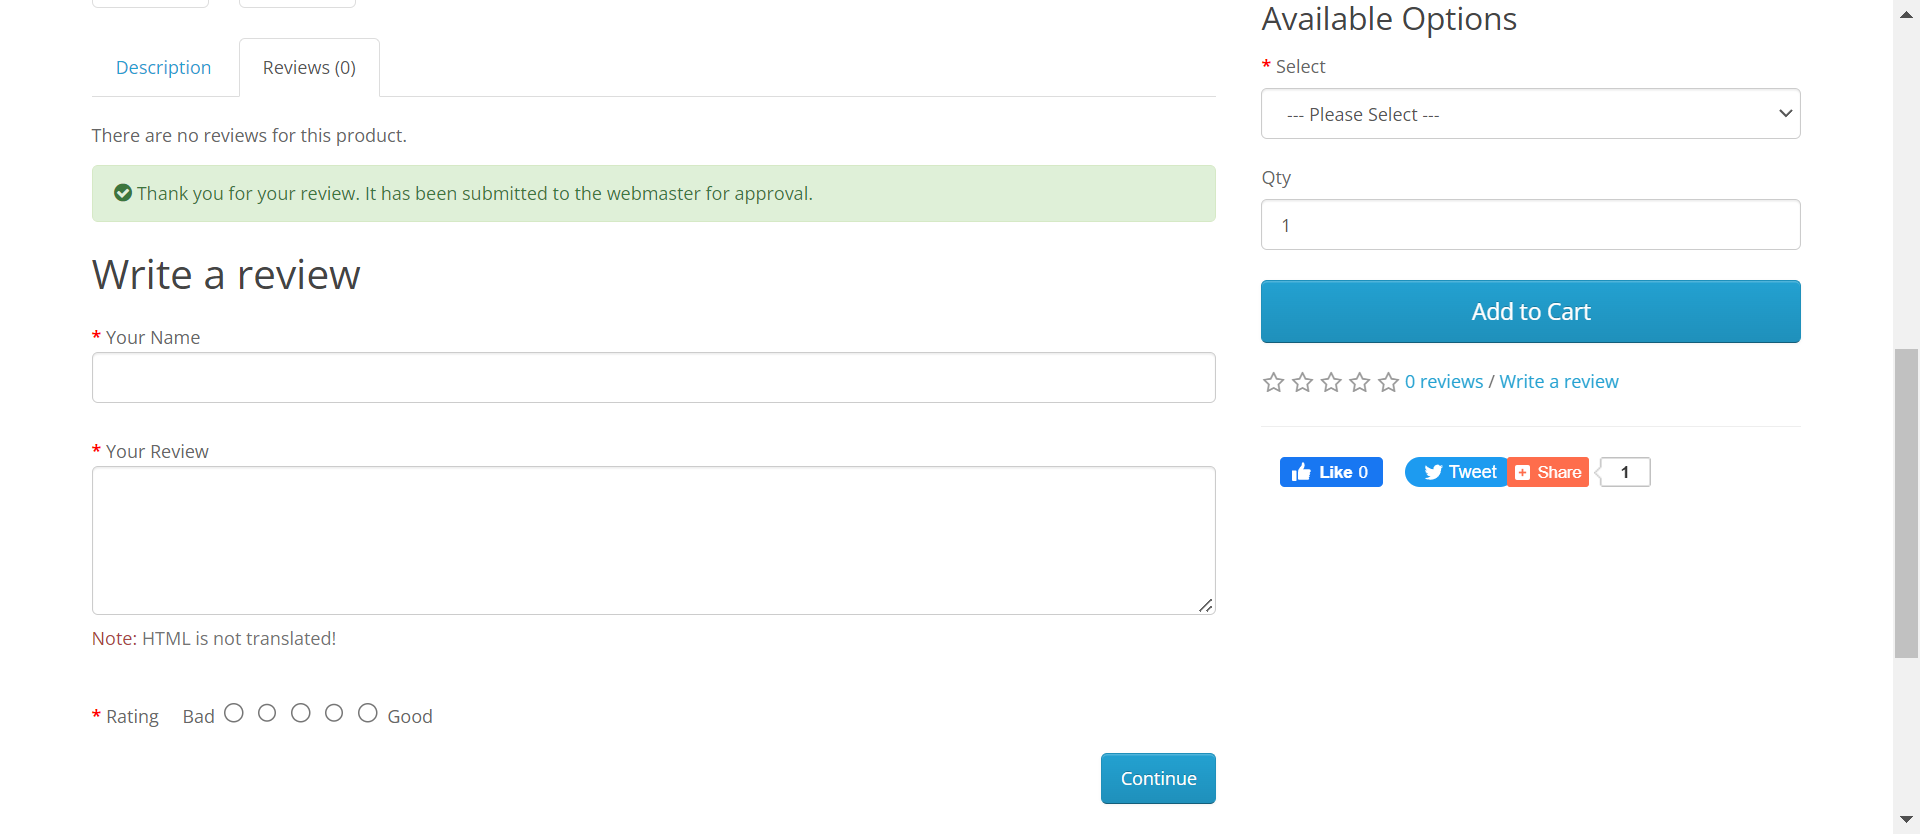 Description
Reviews (0)
There are no reviews for this product.
Thank you for your review. It has been submitted to the webmaster for approval.
Write a review
* Your Name
* Your Review
Note: HTML is not translated!
* Rating Bad Good
Continue
Available Options
* Select
--- Please Select ---
Qty
1
Add to Cart
0 reviews / Write a review
Like 0
Tweet
Share
1